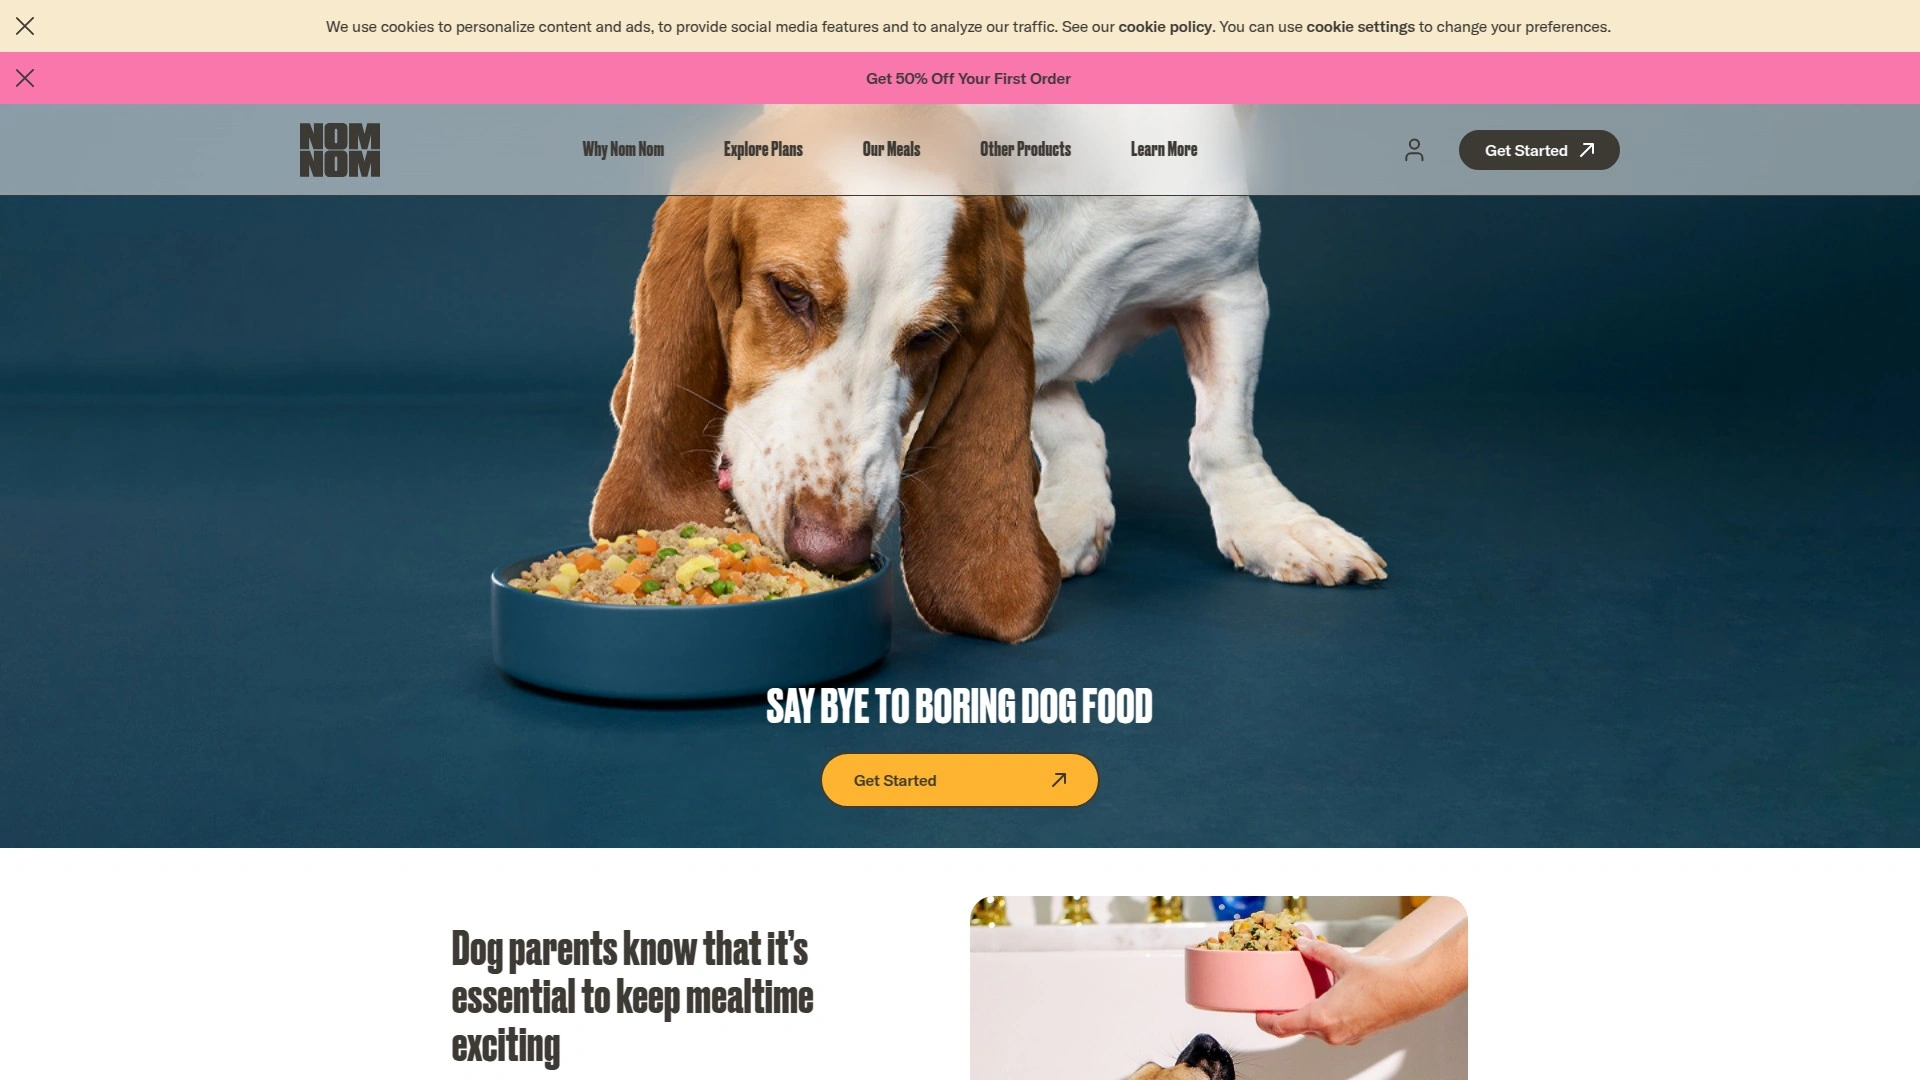 We use cookies to personalize content and ads, to provide social media features and to analyze our traffic. See our cookie policy. You can use cookie settings to change your preferences.
Get 50% Off Your First Order
NOM
NOM
Why Nom Nom
Explore Plans
Our Meals
Other Products
Learn More
Get Started
SAY BYE TO BORING DOG FOOD
Get Started
Dog parents know that it’s
essential to keep mealtime
exciting